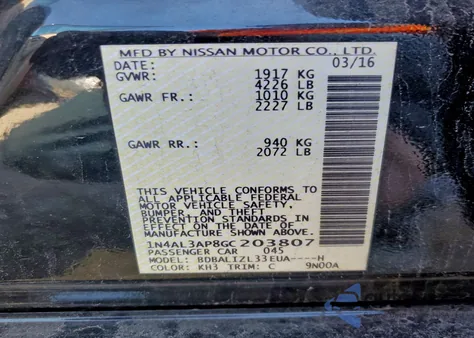 MFD BY NISSAN MOTOR CO., LTD.
DATE: 03/16
GVWR: 1917 KG
4226 LB
GAWR FR.: 1010 KG
2227 LB
GAWR RR.: 940 KG
2072 LB
THIS VEHICLE CONFORMS TO
ALL APPLICABLE FEDERAL
MOTOR VEHICLE SAFETY,
BUMPER, AND THEFT
PREVENTION STANDARDS IN
EFFECT ON THE DATE OF
MANUFACTURE SHOWN ABOVE.
1N4AL3AP8GC203807
PASSENGER CAR 045
MODEL: BDBALIZL33EUA----H
COLOR: KH3 TRIM: C 9N00A